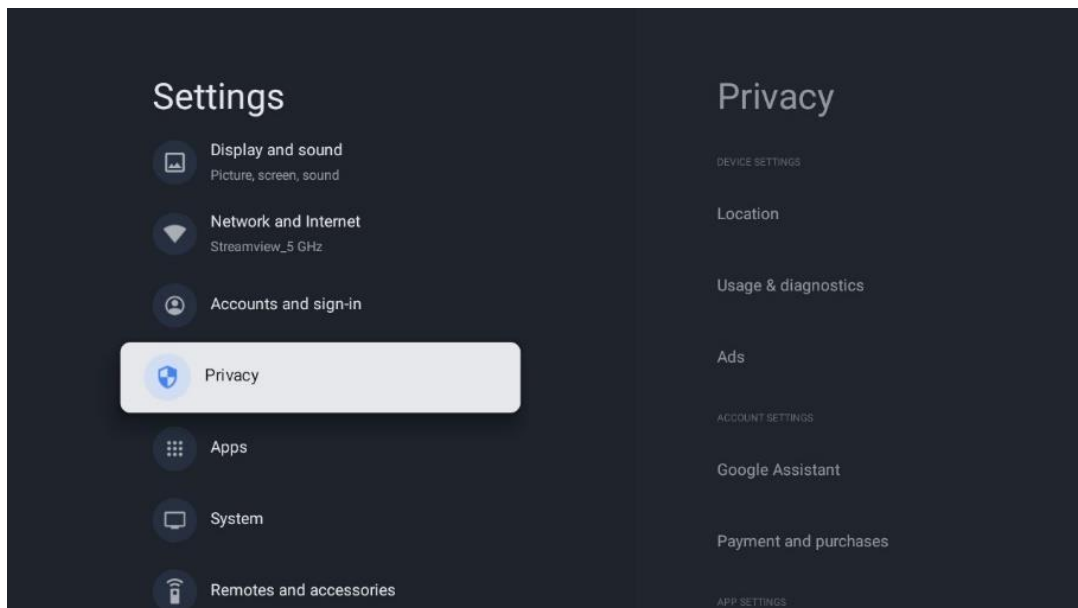 Settings
Display and sound
Picture, screen, sound
Network and Internet
Streamview_5 GHz
Accounts and sign-in
Privacy
Apps
System
Remotes and accessories
Privacy
DEVICE SETTINGS
Location
Usage & diagnostics
Ads
ACCOUNT SETTINGS
Google Assistant
Payment and purchases
APP SETTINGS